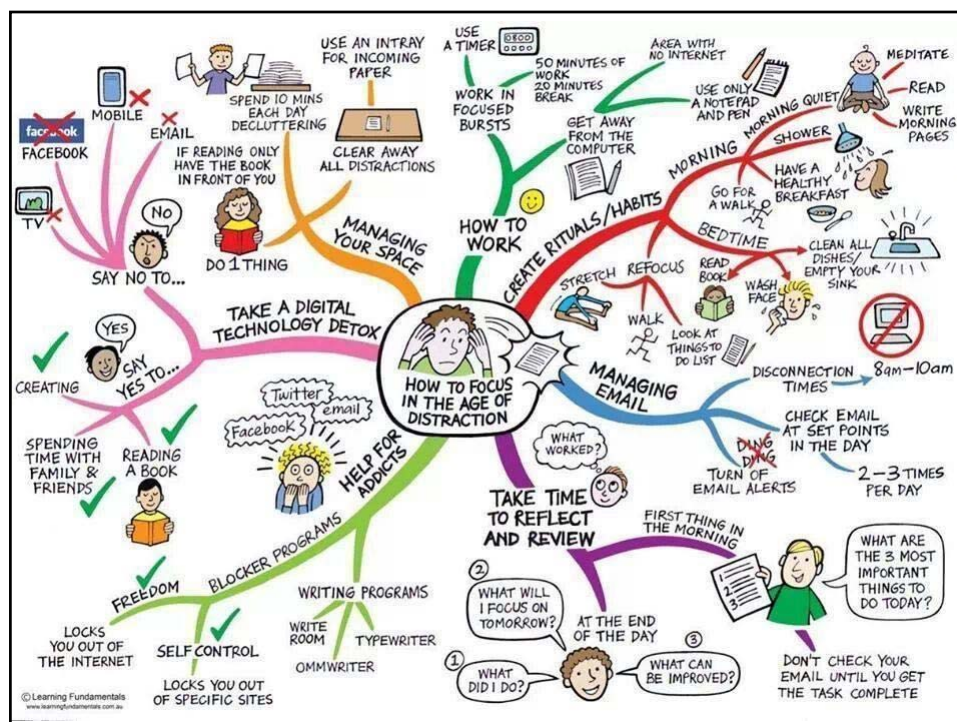 HOW TO FOCUS
IN THE AGE OF
DISTRACTION
HOW TO
WORK
USE
A TIMER
WORK IN
FOCUSED
BURSTS
50 MINUTES OF
WORK
20 MINUTES
BREAK
GET AWAY
FROM THE
COMPUTER
AREA WITH
NO INTERNET
USE ONLY
A NOTEPAD
AND PEN
CREATE RITUALS/HABITS
MORNING
MORNING QUIET
MEDITATE
READ
WRITE
MORNING
PAGES
SHOWER
HAVE A
HEALTHY
BREAKFAST
GO FOR
A WALK
BEDTIME
CLEAN ALL
DISHES/
EMPTY YOUR
SINK
READ
BOOK
WASH
FACE
REFOCUS
STRETCH
WALK
LOOK AT
THINGS TO
DO LIST
MANAGING
EMAIL
DISCONNECTION
TIMES
8am-10am
CHECK EMAIL
AT SET POINTS
IN THE DAY
2-3 TIMES
PER DAY
DING
DING
TURN OF
EMAIL ALERTS
TAKE TIME
TO REFLECT
AND REVIEW
WHAT
WORKED?
FIRST THING IN
THE MORNING
1
2
3
WHAT ARE
THE 3 MOST
IMPORTANT
THINGS TO
DO TODAY?
DON'T CHECK YOUR
EMAIL UNTIL YOU GET
THE TASK COMPLETE
AT THE END
OF THE DAY
1
WHAT
DID I DO?
2
WHAT WILL
I FOCUS ON
TOMORROW?
3
WHAT CAN
BE IMPROVED?
HELP FOR
ADDICTS
Twitter
email
Facebook
WRITING PROGRAMS
WRITE
ROOM
OMMWRITER
TYPEWRITER
BLOCKER PROGRAMS
FREEDOM
LOCKS
YOU OUT OF
THE INTERNET
SELF CONTROL
LOCKS YOU OUT
OF SPECIFIC SITES
TAKE A DIGITAL
TECHNOLOGY DETOX
SAY NO TO...
NO
TV
facebook
FACEBOOK
MOBILE
EMAIL
YES
SAY
YES TO...
CREATING
SPENDING
TIME WITH
FAMILY &
FRIENDS
READING
A BOOK
MANAGING
YOUR SPACE
DO 1 THING
IF READING ONLY
HAVE THE BOOK
IN FRONT OF YOU
SPEND 10 MINS
EACH DAY
DECLUTTERING
CLEAR AWAY
ALL DISTRACTIONS
USE AN INTRAY
FOR INCOMING
PAPER
© Learning Fundamentals
www.learningfundamentals.com.au